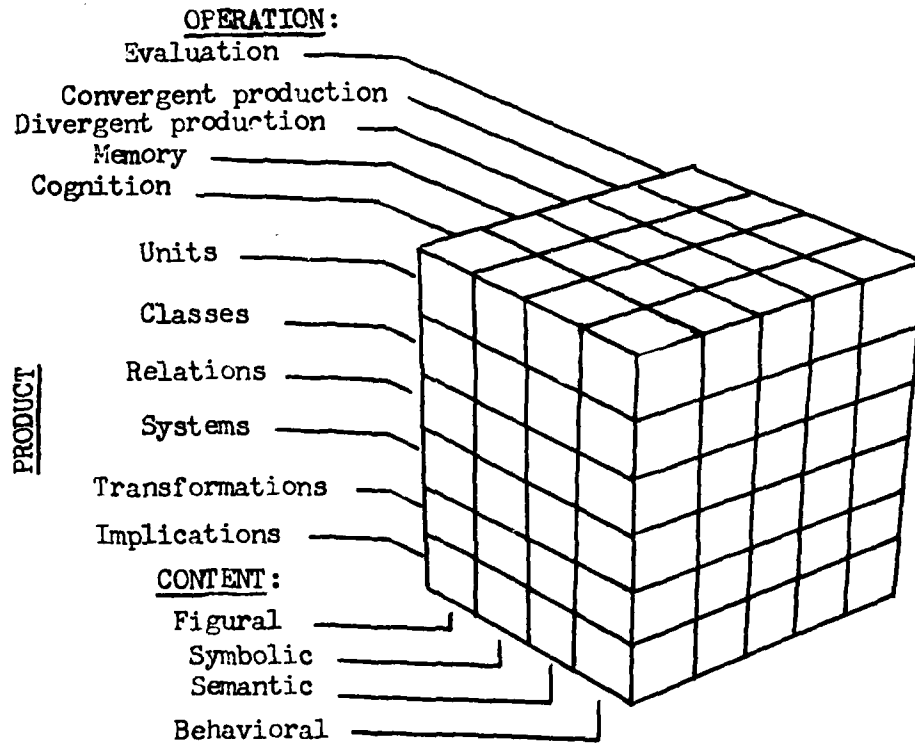 OPERATION:
Evaluation
Convergent production
Divergent production
Memory
Cognition
Units
Classes
Relations
PRODUCT
Systems
Transformations
Implications
CONTENT:
Figural
Symbolic
Semantic
Behavioral